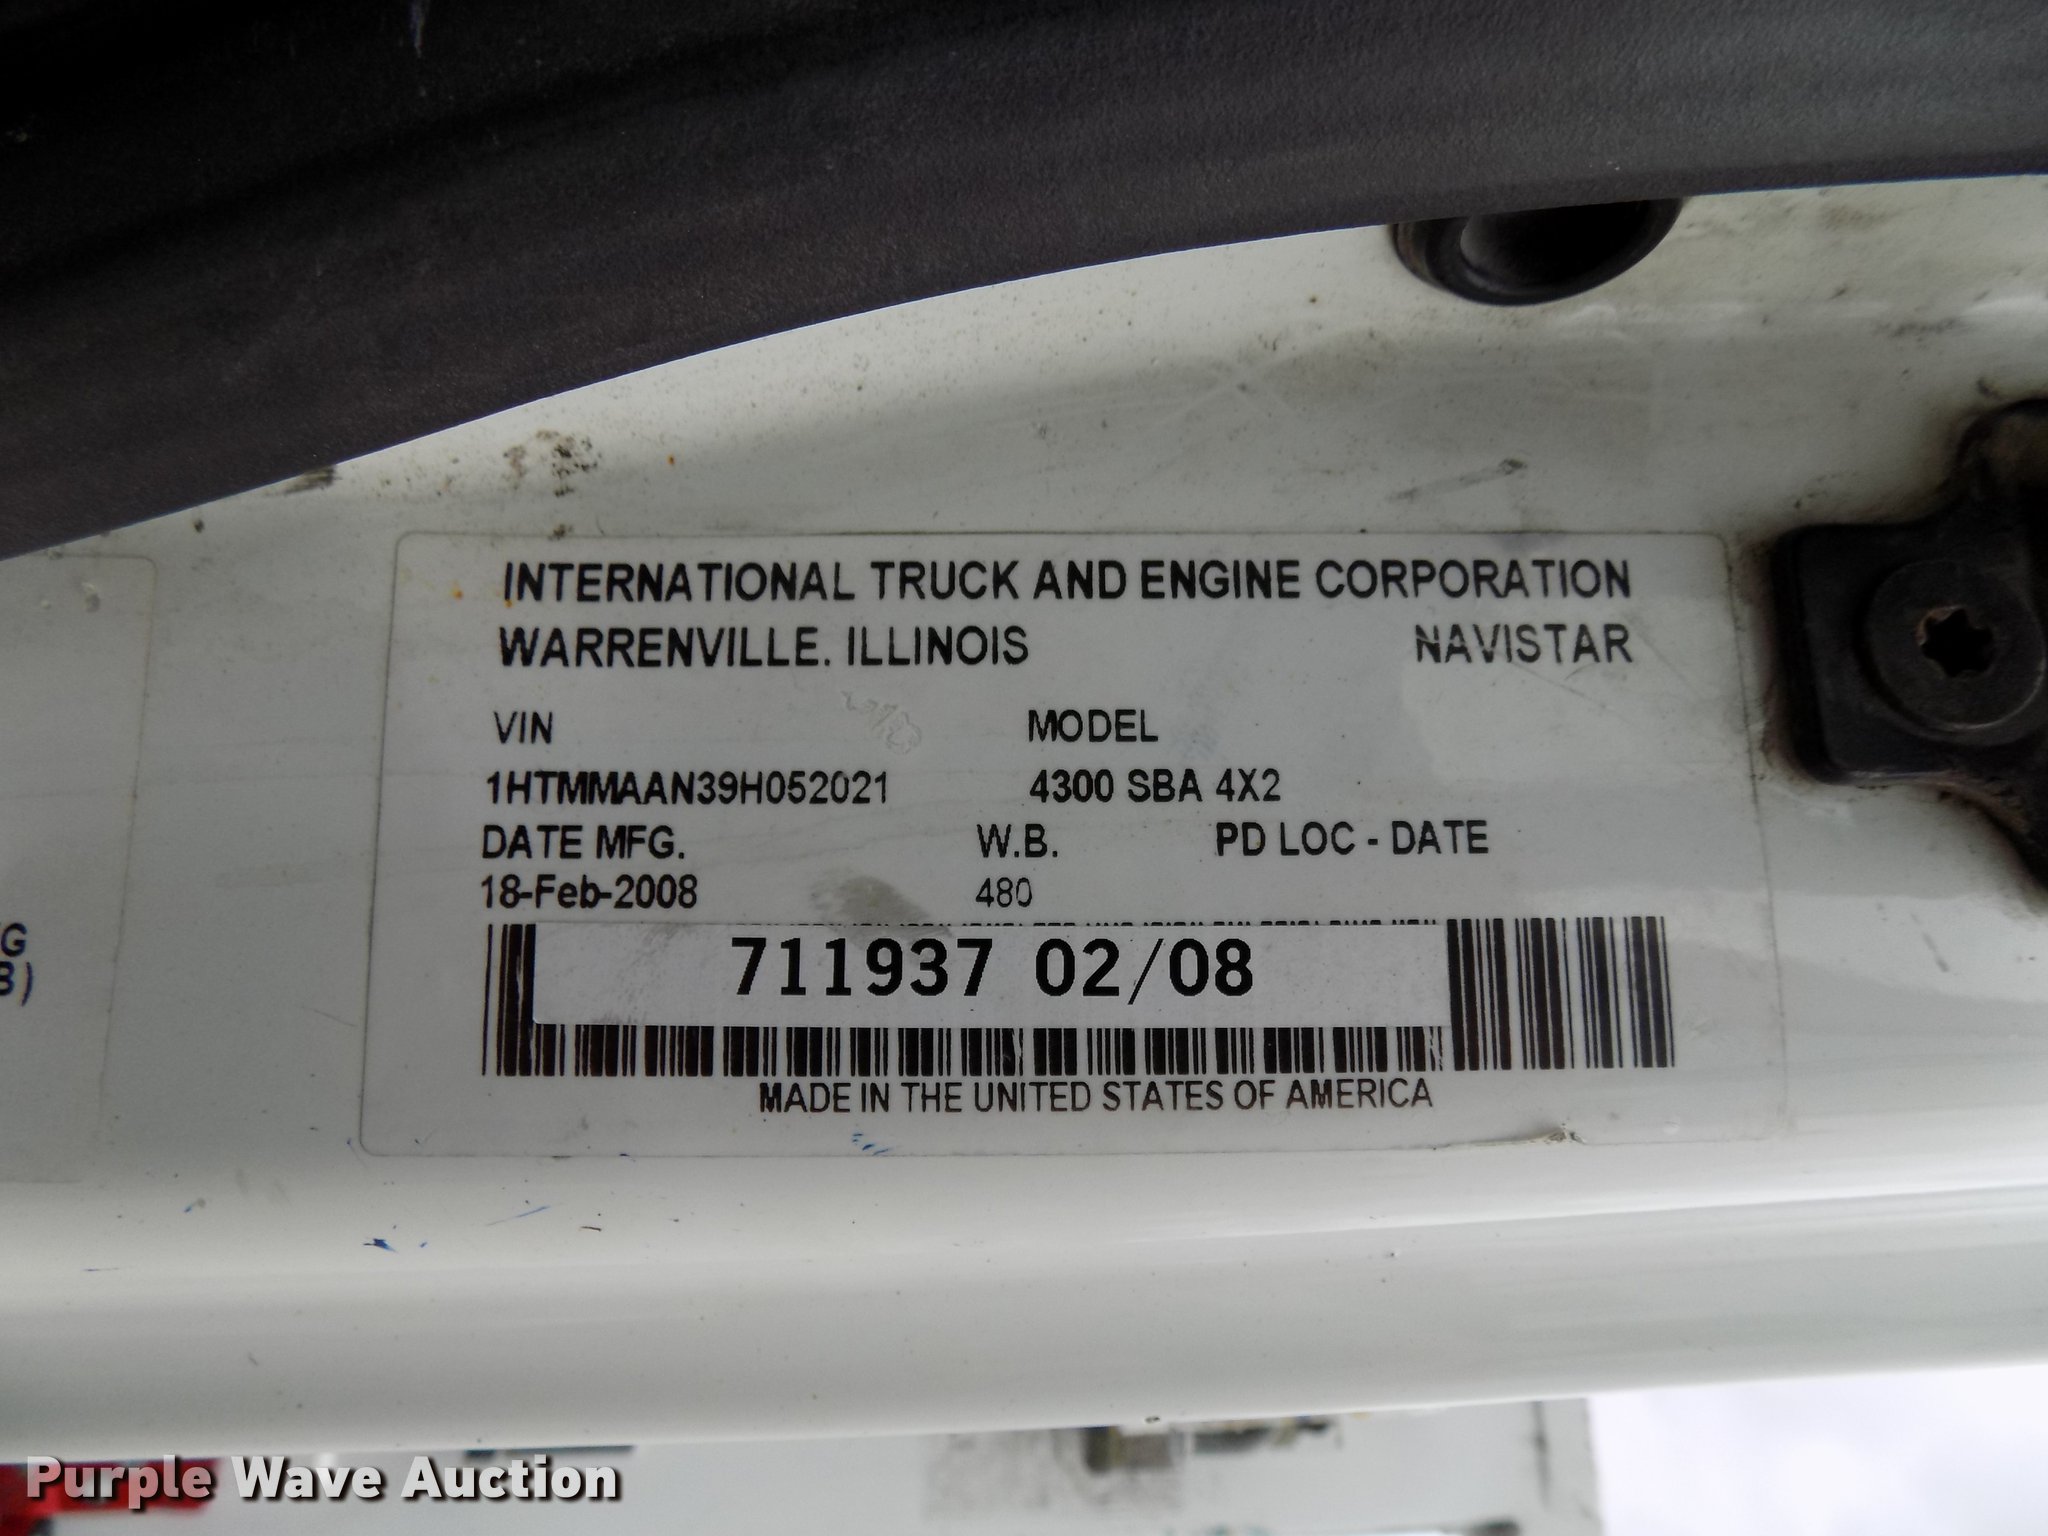 INTERNATIONAL TRUCK AND ENGINE CORPORATION
WARRENVILLE. ILLINOIS NAVISTAR
VIN MODEL
1HTMMAAN39H052021 4300 SBA 4X2
DATE MFG. W.B. PD LOC - DATE
18-Feb-2008 480
711937 02/08
MADE IN THE UNITED STATES OF AMERICA
G
B)
Purple Wave Auction